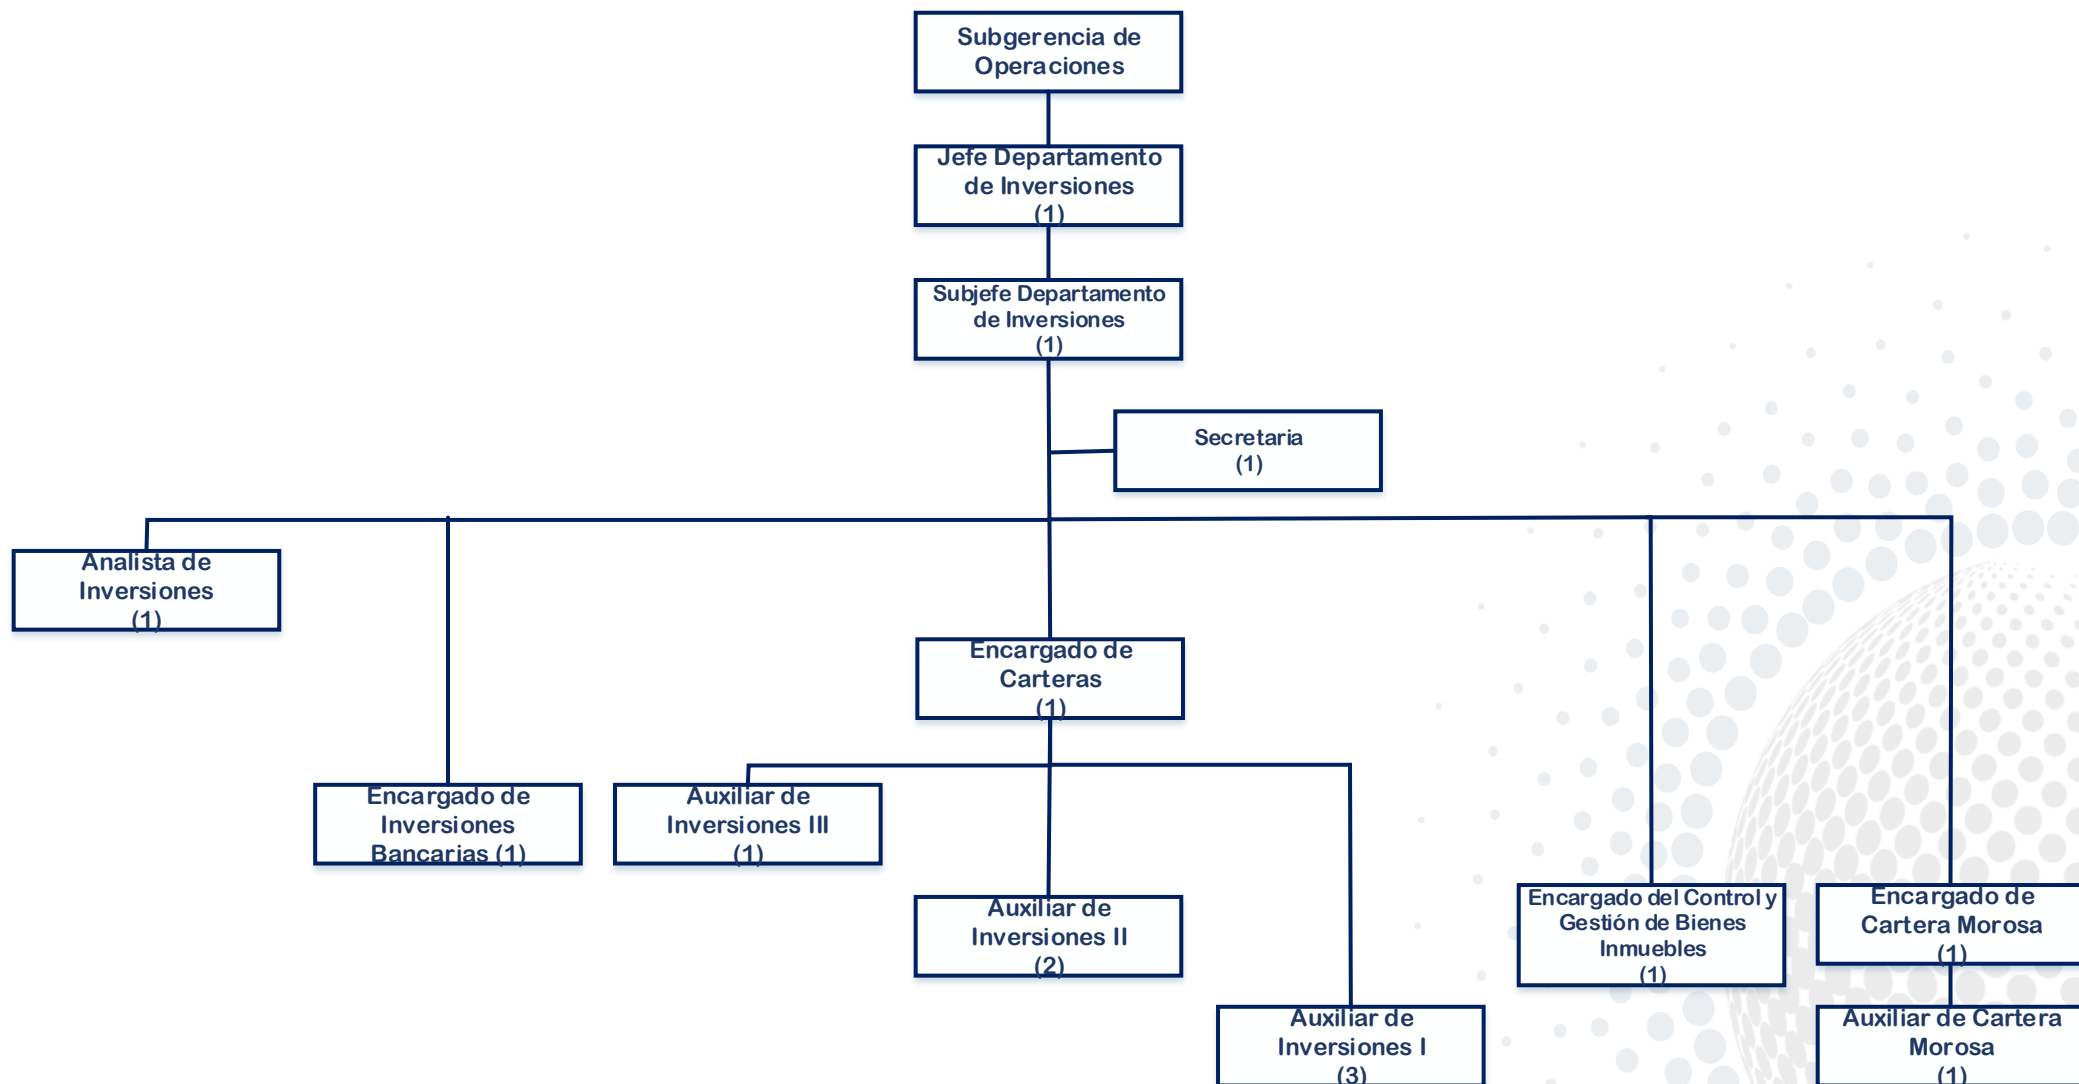 Subgerencia de
Operaciones
Jefe Departamento
de Inversiones
(1)
Subjefe Departamento
de Inversiones
(1)
Secretaria
(1)
Analista de
Inversiones
(1)
Encargado de
Carteras
(1)
Encargado de
Inversiones
Bancarias (1)
Auxiliar de
Inversiones III
(1)
Auxiliar de
Inversiones II
(2)
Auxiliar de
Inversiones I
(3)
Encargado del Control y
Gestión de Bienes
Inmuebles
(1)
Encargado de
Cartera Morosa
(1)
Auxiliar de Cartera
Morosa
(1)